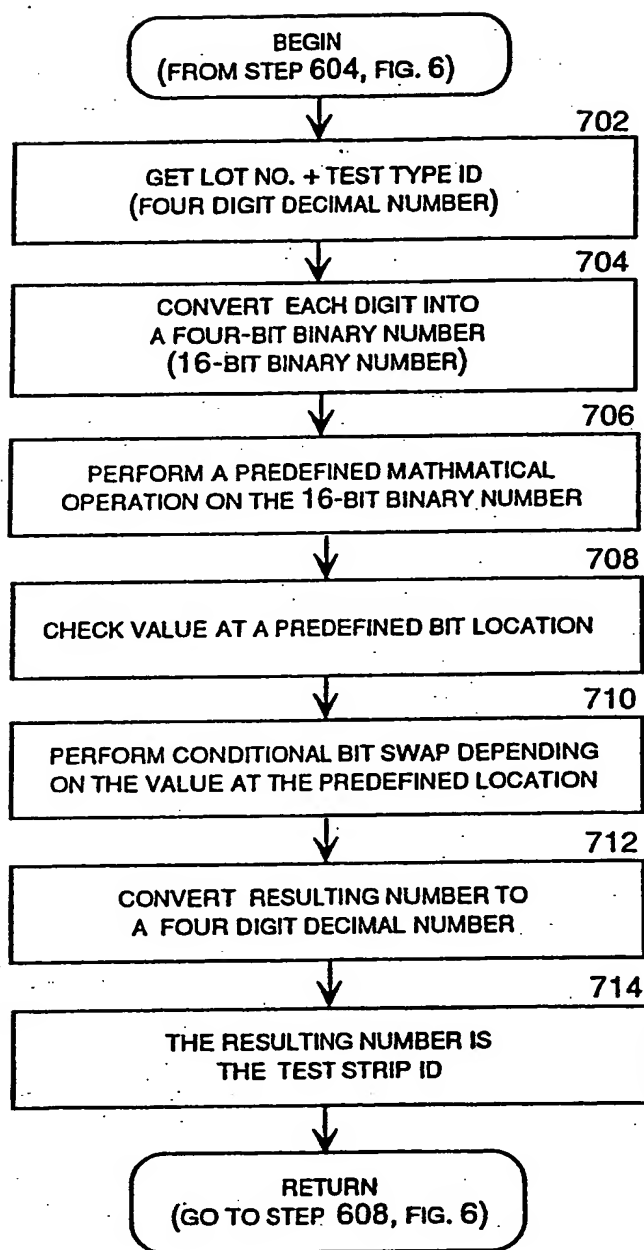 BEGIN
(FROM STEP 604, FIG. 6)
702
GET LOT NO. + TEST TYPE ID
(FOUR DIGIT DECIMAL NUMBER)
704
CONVERT EACH DIGIT INTO
A FOUR-BIT BINARY NUMBER
(16-BIT BINARY NUMBER)
706
PERFORM A PREDEFINED MATHMATICAL
OPERATION ON THE 16-BIT BINARY NUMBER
708
CHECK VALUE AT A PREDEFINED BIT LOCATION
710
PERFORM CONDITIONAL BIT SWAP DEPENDING
ON THE VALUE AT THE PREDEFINED LOCATION
712
CONVERT RESULTING NUMBER TO
A FOUR DIGIT DECIMAL NUMBER
714
THE RESULTING NUMBER IS
THE TEST STRIP ID
RETURN
(GO TO STEP 608, FIG. 6)